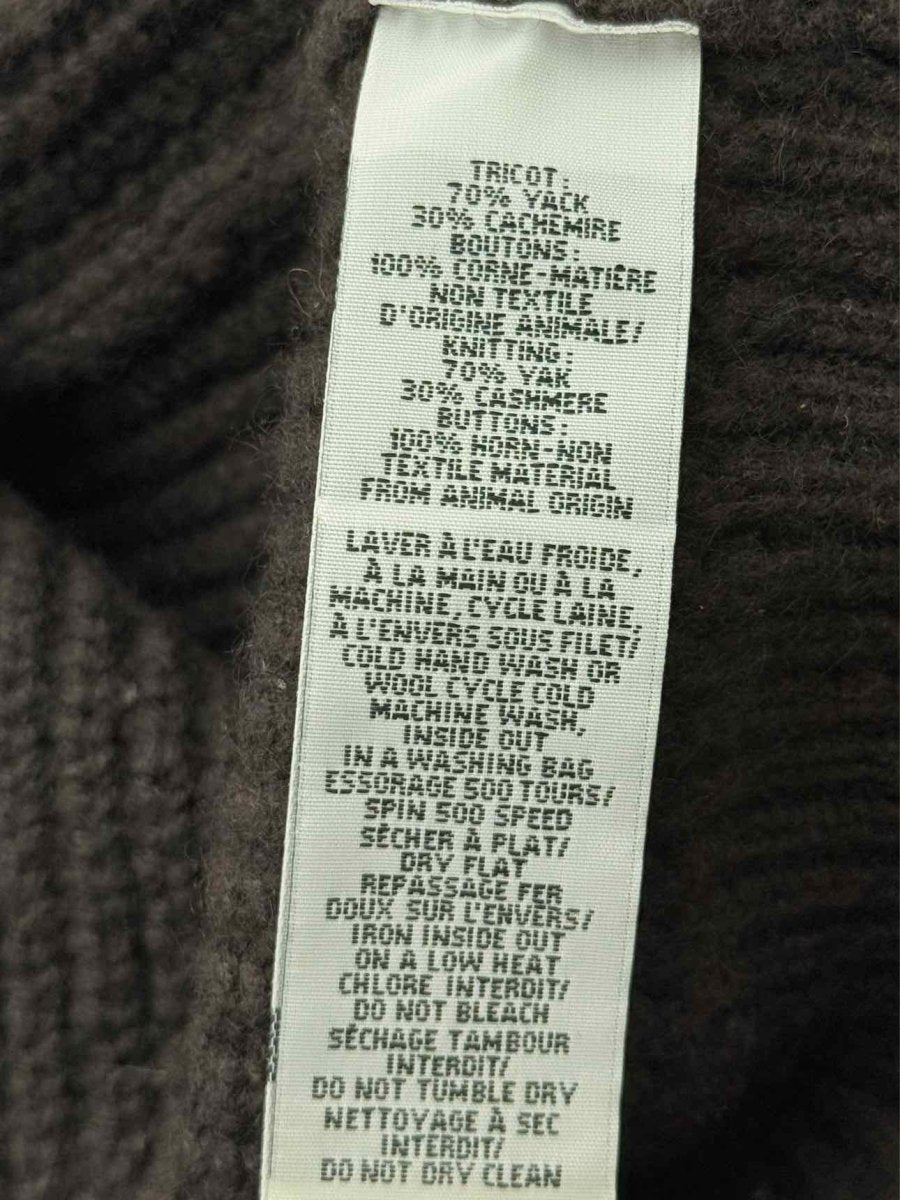 TRICOT:
70% YACK
30% CACHEMIRE
BOUTONS:
100% CORNE-MATIÈRE
NON TEXTILE
D'ORIGINE ANIMALE/
KNITTING:
70% YAK
30% CASHMERE
BUTTONS:
100% HORN-NON
TEXTILE MATERIAL
FROM ANIMAL ORIGIN
LAVER À L'EAU FROIDE,
À LA MAIN OU À LA
MACHINE, CYCLE LAINE,
À L'ENVERS SOUS FILET/
COLD HAND WASH OR
WOOL CYCLE COLD
MACHINE WASH,
INSIDE OUT
IN A WASHING BAG
ESSORAGE 500 TOURS/
SPIN 500 SPEED
SÉCHER À PLAT/
DRY FLAT
REPASSAGE FER
DOUX SUR L'ENVERS/
IRON INSIDE OUT
ON A LOW HEAT
CHLORE INTERDIT/
DO NOT BLEACH
SÉCHAGE TAMBOUR
INTERDIT/
DO NOT TUMBLE DRY
NETTOYAGE À SEC
INTERDIT/
DO NOT DRY CLEAN